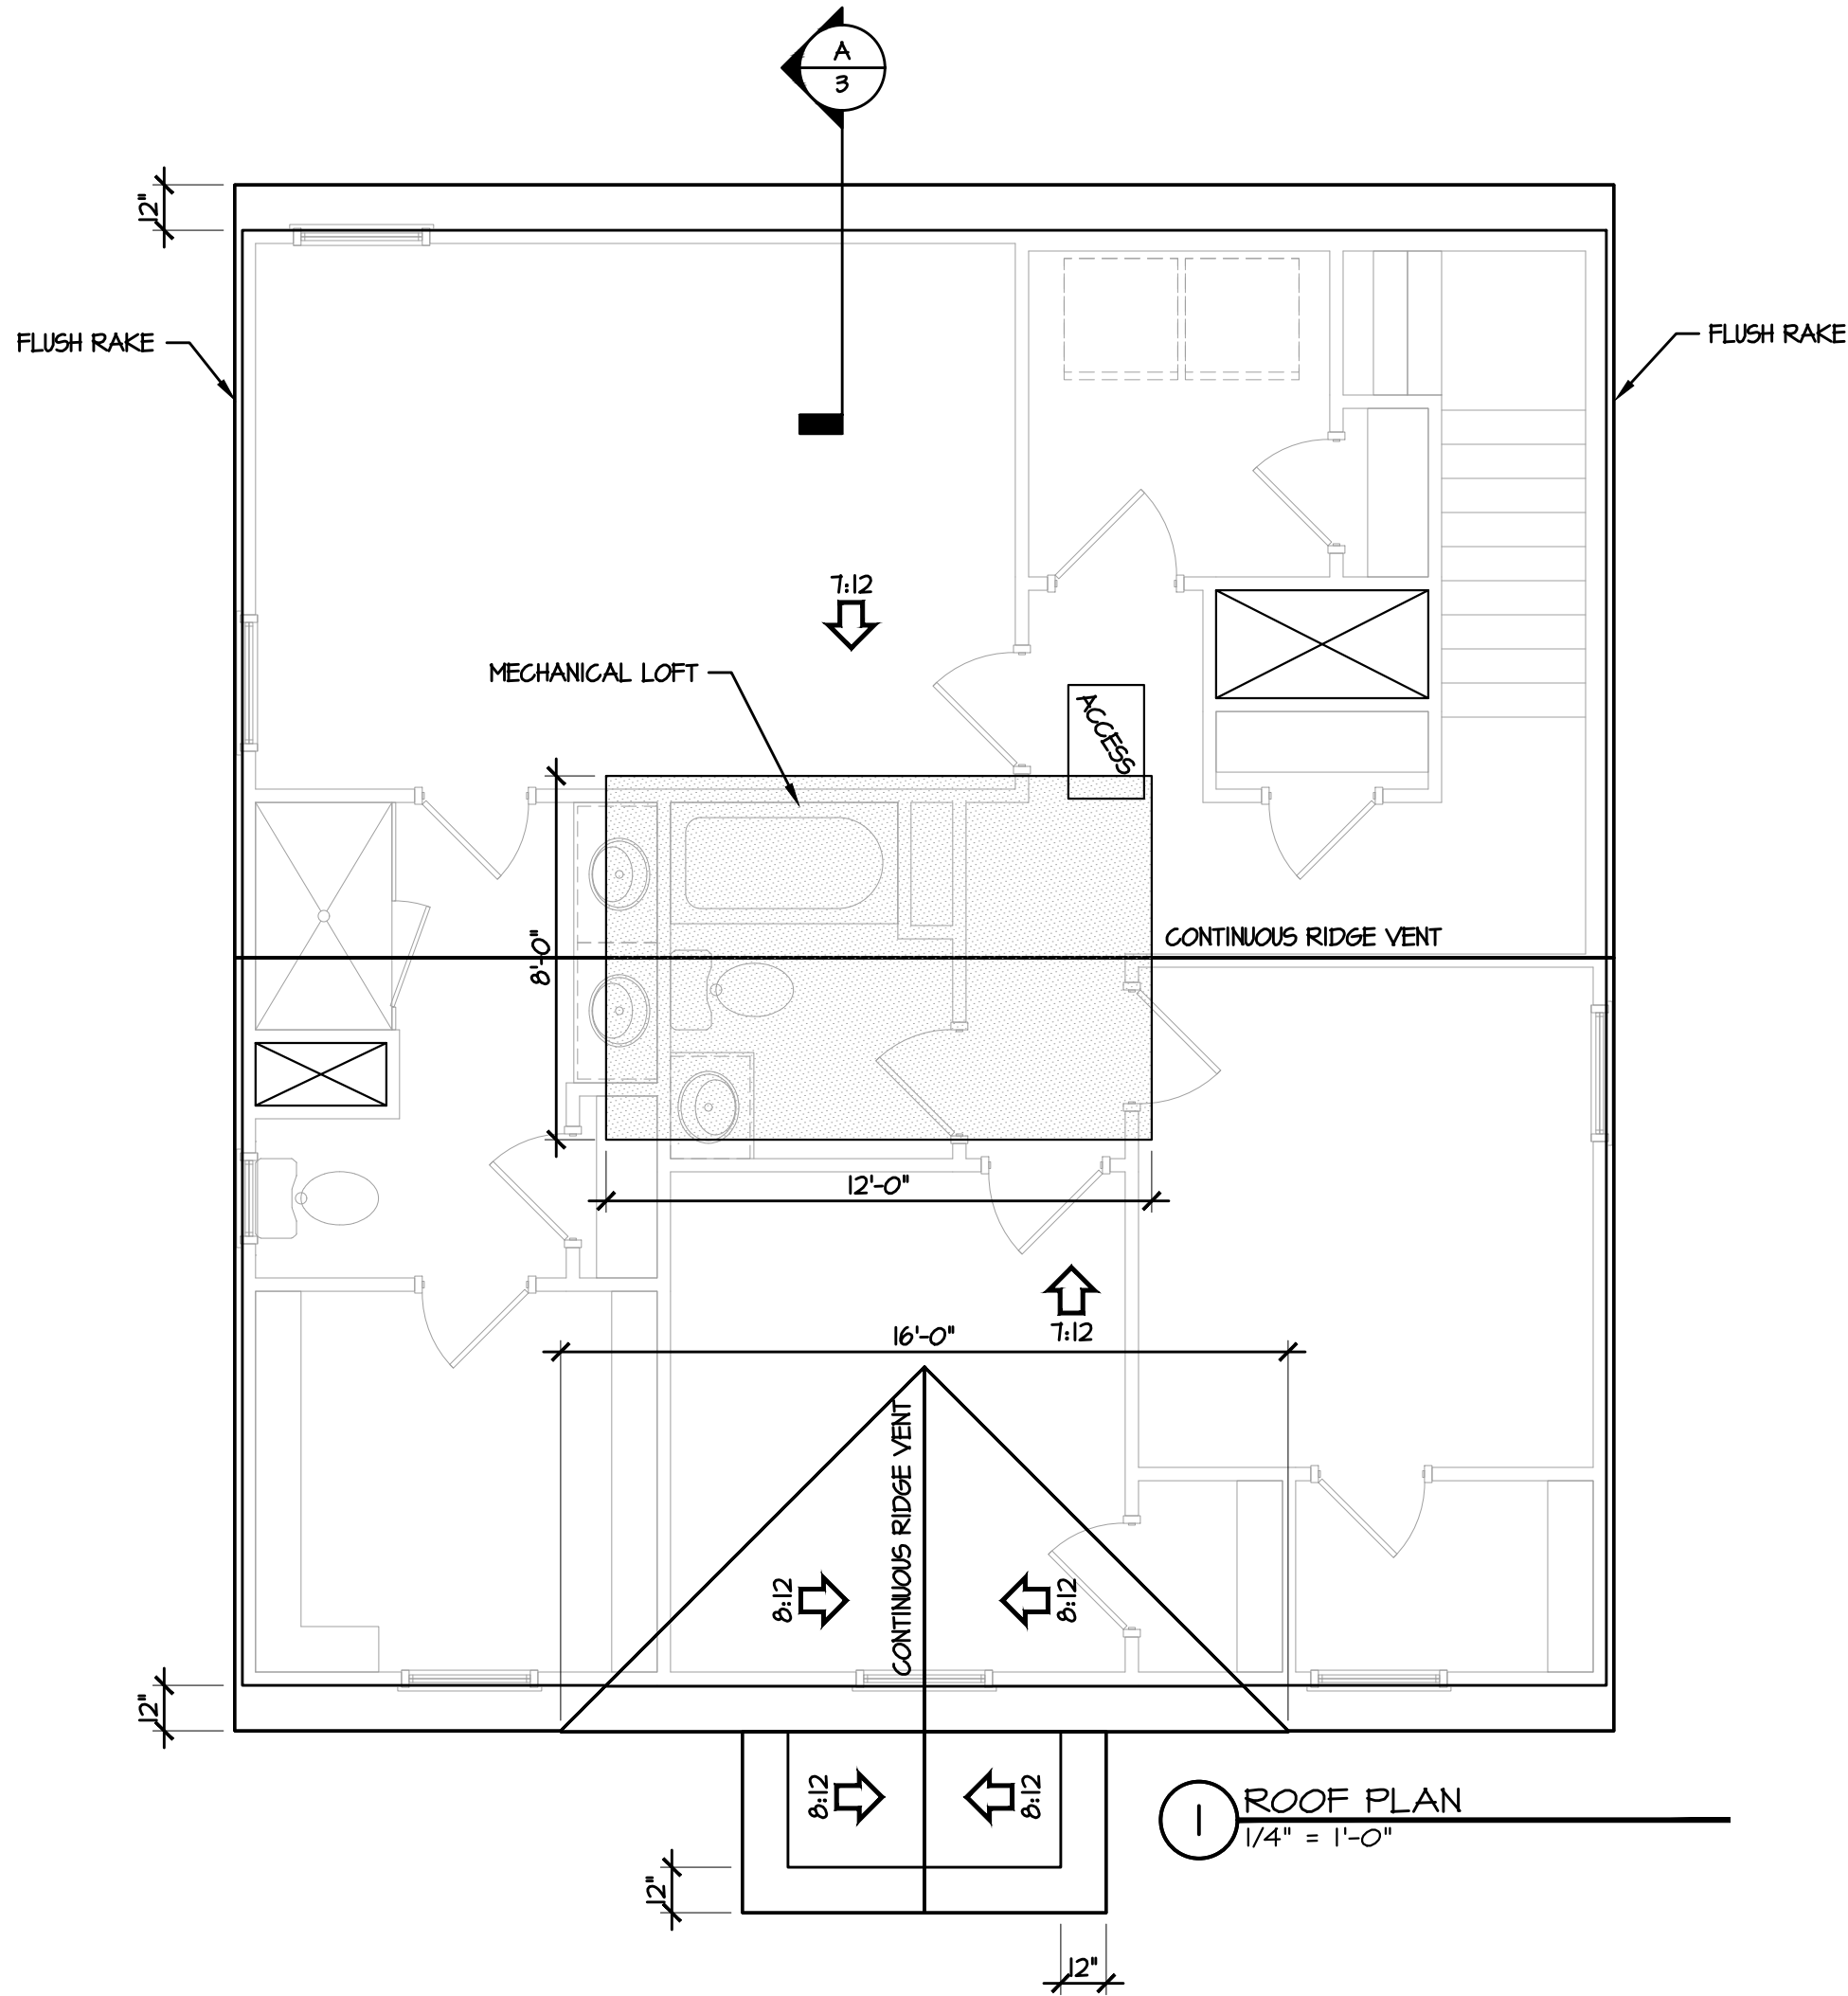 A
3
12"
FLUSH RAKE
FLUSH RAKE
7:12
MECHANICAL LOFT
ACCESS
CONTINUOUS RIDGE VENT
8'-0"
12'-0"
7:12
16'-0"
CONTINUOUS RIDGE VENT
8:12
8:12
12"
8:12
8:12
1
ROOF PLAN
1/4" = 1'-0"
12"
12"